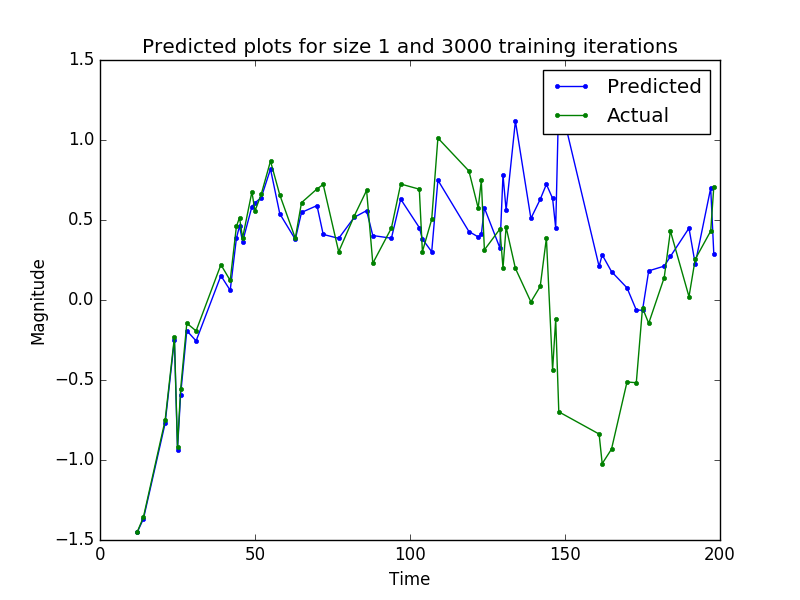 Predicted plots for size 1 and 3000 training iterations
Predicted
Actual
1.5
1.0
0.5
0.0
−0.5
−1.0
−1.5
Magnitude
0
50
100
150
200
Time